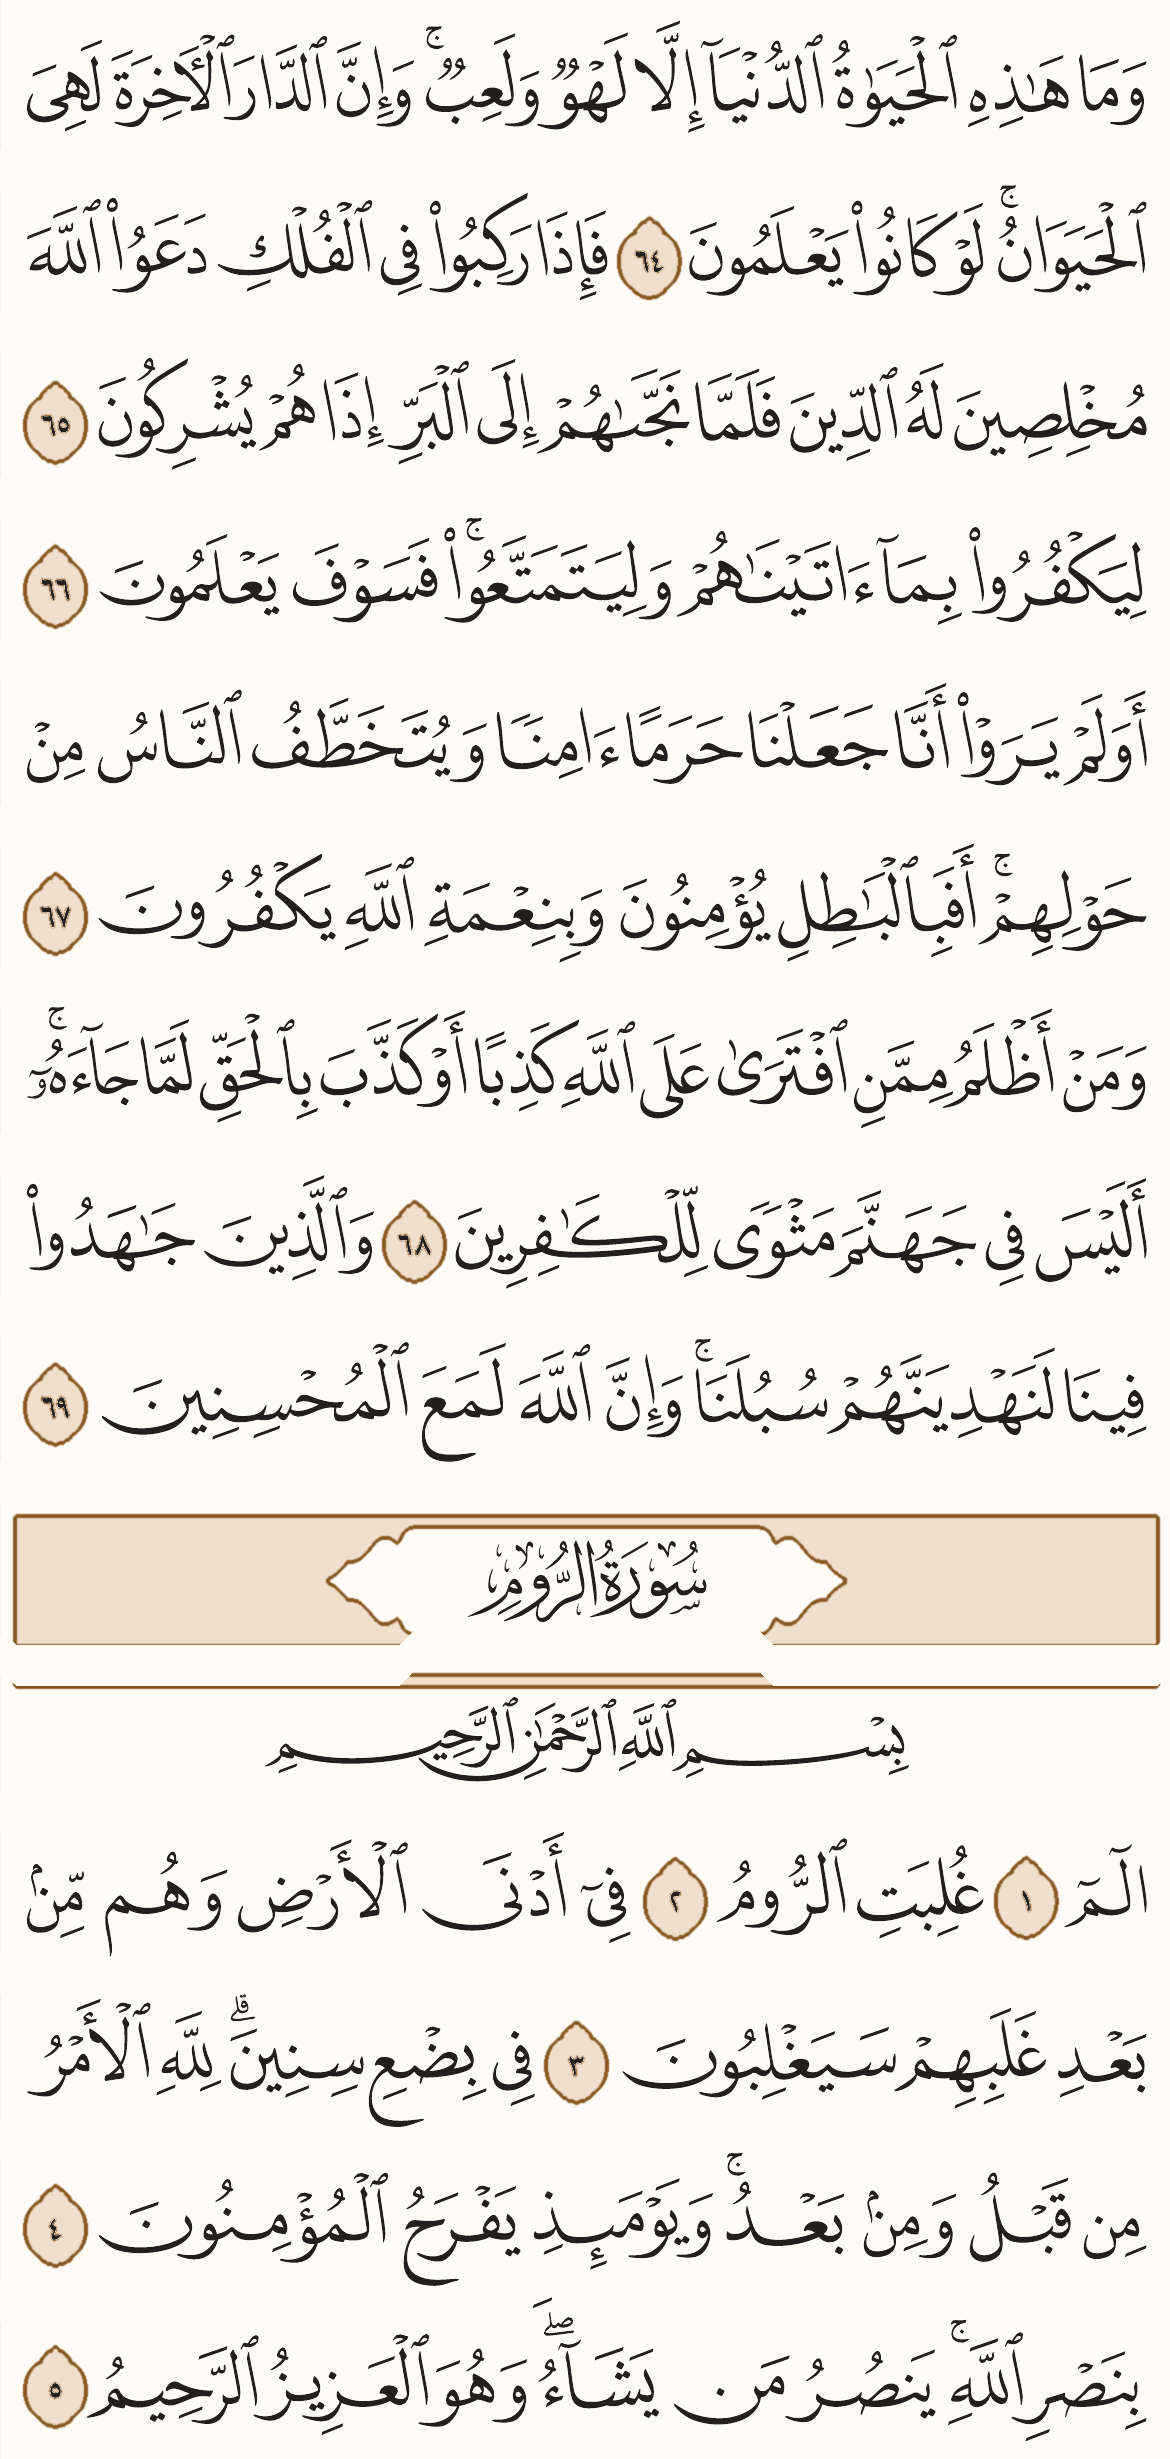 وَمَا هَٰذِهِ ٱلْحَيَوٰةُ ٱلدُّنْيَآ إِلَّا لَهْوٌ وَلَعِبٌ ۚ وَإِنَّ ٱلدَّارَ ٱلْأَخِرَةَ لَهِىَ
ٱلْحَيَوَانُ ۚ لَوْ كَانُوا۟ يَعْلَمُونَ ٦٤ فَإِذَا رَكِبُوا۟ فِى ٱلْفُلْكِ دَعَوُا۟ ٱللَّهَ
مُخْلِصِينَ لَهُ ٱلدِّينَ فَلَمَّا نَجَّىٰهُمْ إِلَى ٱلْبَرِّ إِذَا هُمْ يُشْرِكُونَ ٦٥
لِيَكْفُرُوا۟ بِمَآ ءَاتَيْنَٰهُمْ وَلِيَتَمَتَّعُوا۟ ۚ فَسَوْفَ يَعْلَمُونَ ٦٦
أَوَلَمْ يَرَوْا۟ أَنَّا جَعَلْنَا حَرَمًا ءَامِنًا وَيُتَخَطَّفُ ٱلنَّاسُ مِنْ
حَوْلِهِمْ ۚ أَفَبِٱلْبَٰطِلِ يُؤْمِنُونَ وَبِنِعْمَةِ ٱللَّهِ يَكْفُرُونَ ٦٧
وَمَنْ أَظْلَمُ مِمَّنِ ٱفْتَرَىٰ عَلَى ٱللَّهِ كَذِبًا أَوْ كَذَّبَ بِٱلْحَقِّ لَمَّا جَآءَهُۥٓ ۚ
أَلَيْسَ فِى جَهَنَّمَ مَثْوًى لِّلْكَٰفِرِينَ ٦٨ وَٱلَّذِينَ جَٰهَدُوا۟
فِينَا لَنَهْدِيَنَّهُمْ سُبُلَنَا ۚ وَإِنَّ ٱللَّهَ لَمَعَ ٱلْمُحْسِنِينَ ٦٩
سُورَةُ الرُّومِ
بِسْمِ ٱللَّهِ ٱلرَّحْمَٰنِ ٱلرَّحِيمِ
الٓمٓ ١ غُلِبَتِ ٱلرُّومُ ٢ فِىٓ أَدْنَى ٱلْأَرْضِ وَهُم مِّنۢ
بَعْدِ غَلَبِهِمْ سَيَغْلِبُونَ ٣ فِى بِضْعِ سِنِينَ ۗ لِلَّهِ ٱلْأَمْرُ
مِن قَبْلُ وَمِنۢ بَعْدُ ۚ وَيَوْمَئِذٍ يَفْرَحُ ٱلْمُؤْمِنُونَ ٤
بِنَصْرِ ٱللَّهِ ۚ يَنصُرُ مَن يَشَآءُ ۖ وَهُوَ ٱلْعَزِيزُ ٱلرَّحِيمُ ٥